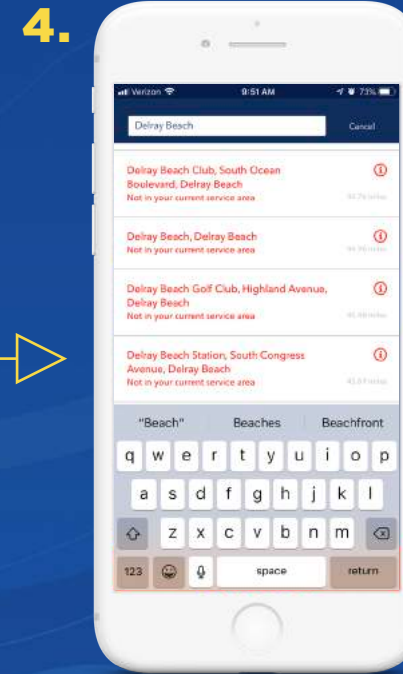 4.
Verizon 9:51 AM 73%
Delray Beach Cancel
Delray Beach Club, South Ocean
Boulevard, Delray Beach
Not in your current service area
Delray Beach, Delray Beach
Not in your current service area
Delray Beach Golf Club, Highland Avenue,
Delray Beach
Not in your current service area
Delray Beach Station, South Congress
Avenue, Delray Beach
Not in your current service area
"Beach" Beaches Beachfront
q w e r t y u i o p
a s d f g h j k l
z x c v b n m
123 space return